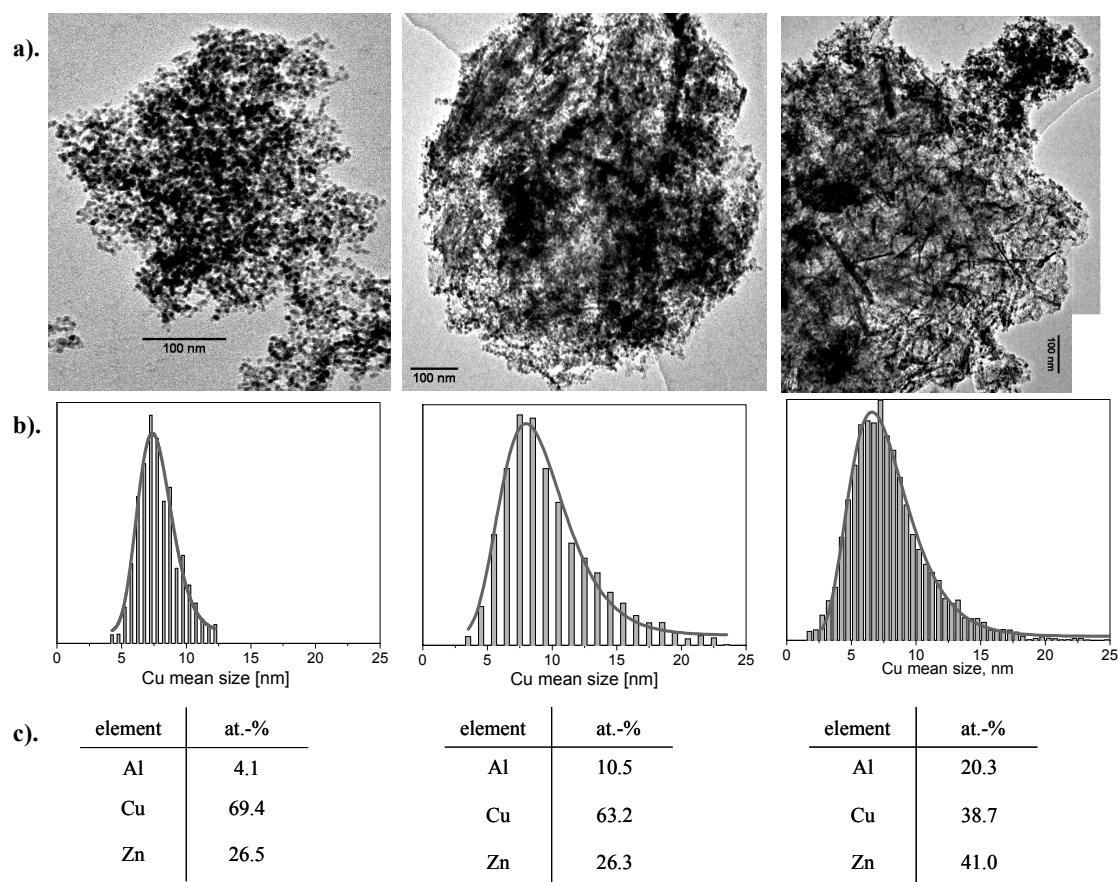 a).
100 nm
100 nm
100 nm
b).
0 5 10 15 20 25
Cu mean size [nm]
0 5 10 15 20 25
Cu mean size [nm]
0 5 10 15 20 25
Cu mean size, nm
c).
element at.-%
Al 4.1
Cu 69.4
Zn 26.5
element at.-%
Al 10.5
Cu 63.2
Zn 26.3
element at.-%
Al 20.3
Cu 38.7
Zn 41.0